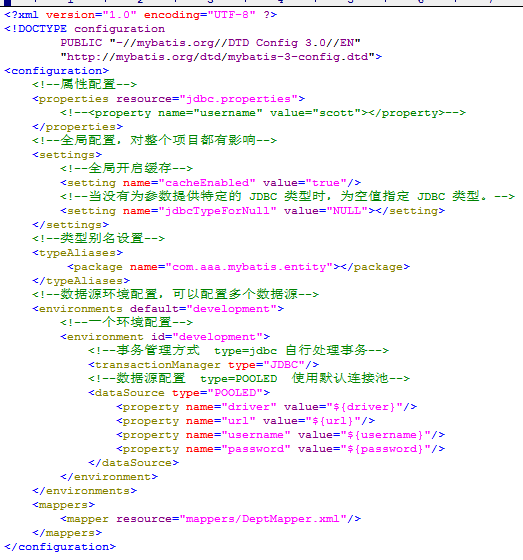 <?xml version="1.0" encoding="UTF-8" ?>
<!DOCTYPE configuration
        PUBLIC "-//mybatis.org//DTD Config 3.0//EN"
        "http://mybatis.org/dtd/mybatis-3-config.dtd">
<configuration>
    <!--属性配置-->
    <properties resource="jdbc.properties">
        <!--<property name="username" value="scott"></property>-->
    </properties>
    <!--全局配置，对整个项目都有影响-->
    <settings>
        <!--全局开启缓存-->
        <setting name="cacheEnabled" value="true"/>
        <!--当没有为参数提供特定的 JDBC 类型时，为空值指定 JDBC 类型。-->
        <setting name="jdbcTypeForNull" value="NULL"></setting>
    </settings>
    <!--类型别名设置-->
    <typeAliases>
         <package name="com.aaa.mybatis.entity"></package>
    </typeAliases>
    <!--数据源环境配置，可以配置多个数据源-->
    <environments default="development">
        <!--一个环境配置-->
        <environment id="development">
            <!--事务管理方式  type=jdbc 自行处理事务-->
            <transactionManager type="JDBC"/>
            <!--数据源配置  type=POOLED  使用默认连接池-->
            <dataSource type="POOLED">
                <property name="driver" value="${driver}"/>
                <property name="url" value="${url}"/>
                <property name="username" value="${username}"/>
                <property name="password" value="${password}"/>
            </dataSource>
        </environment>
    </environments>
    <mappers>
        <mapper resource="mappers/DeptMapper.xml"/>
    </mappers>
</configuration>